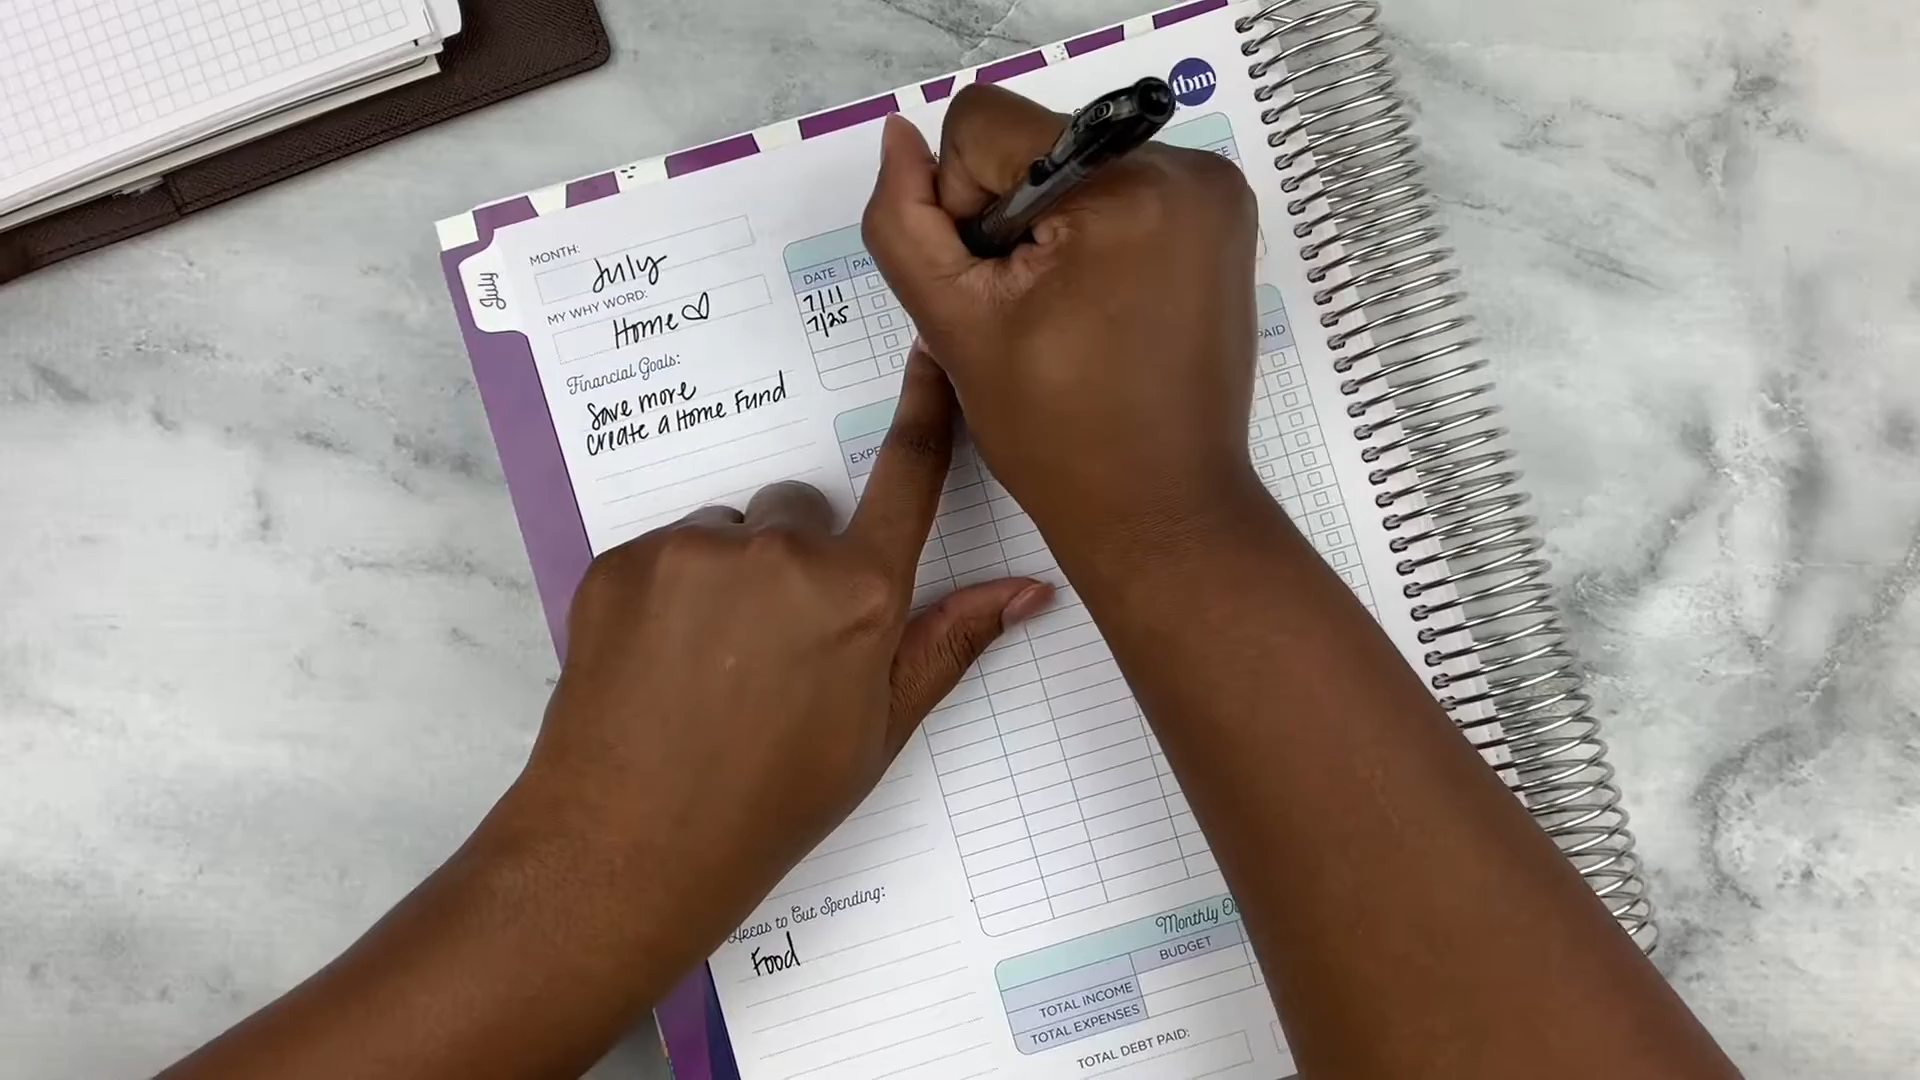 tbm
July
MONTH:
July
MY WHY WORD:
Home
Financial Goals:
Save more
create a Home Fund
DATE
7/11
7/25
PAID
Areas to Cut Spending:
Food
Monthly
BUDGET
TOTAL INCOME
TOTAL EXPENSES
TOTAL DEBT PAID: